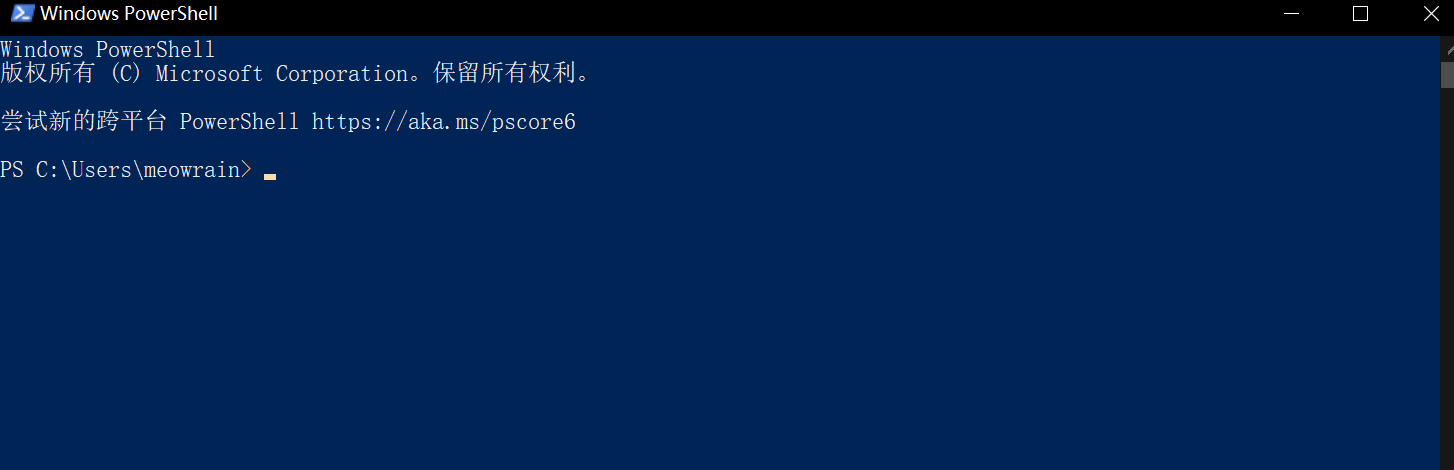 Windows PowerShell
Windows PowerShell
版权所有 (C) Microsoft Corporation。保留所有权利。
尝试新的跨平台 PowerShell https://aka.ms/pscore6
PS C:\Users\meowrain>